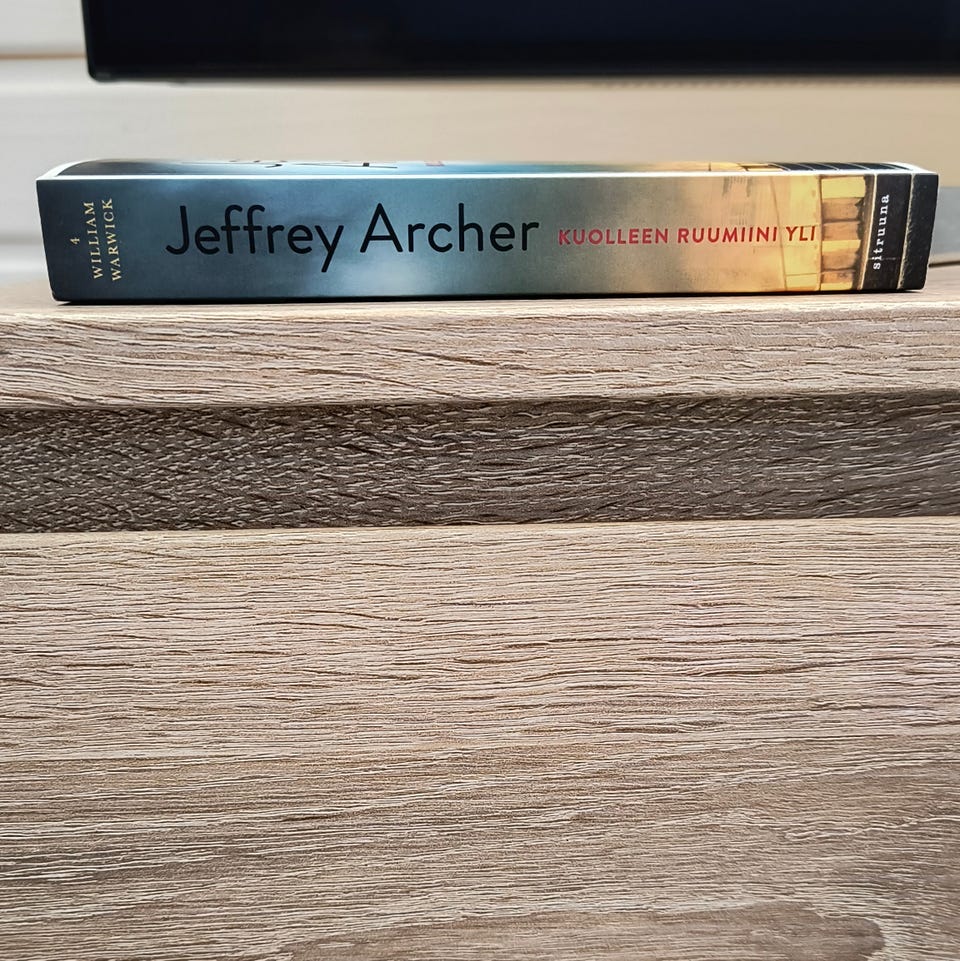 4
WILLIAM
WARWICK
Jeffrey Archer
KUOLLEEN RUUMIINI YLI
sitruuna